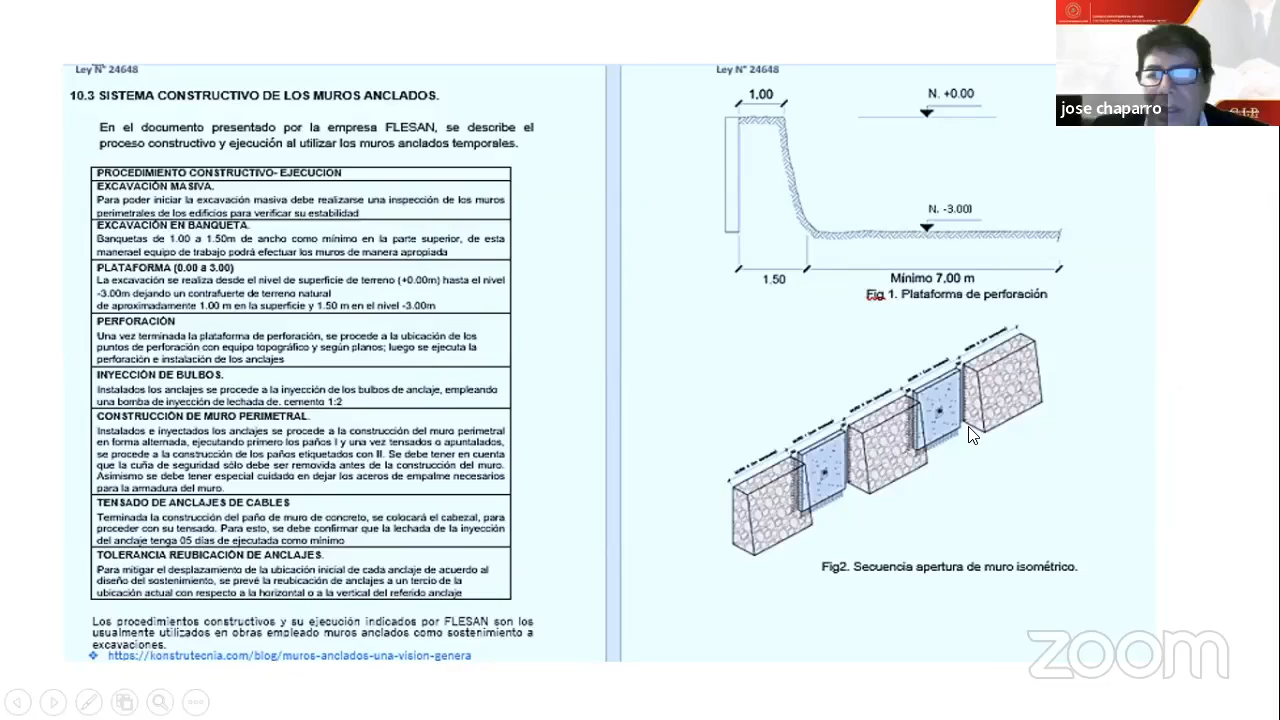 Ley N° 24648
10.3 SISTEMA CONSTRUCTIVO DE LOS MUROS ANCLADOS.
En el documento presentado por la empresa FLESAN, se describe el
proceso constructivo y ejecución al utilizar los muros anclados temporales.
PROCEDIMIENTO CONSTRUCTIVO- EJECUCION
EXCAVACIÓN MASIVA.
Para poder iniciar la excavación masiva debe realizarse una inspección de los muros
perimetrales de los edificios para verificar su estabilidad
EXCAVACIÓN EN BANQUETA.
Banquetas de 1.00 a 1.50m de ancho como mínimo en la parte superior, de esta
manerael equipo de trabajo podrá efectuar los muros de manera apropiada
PLATAFORMA (0.00 a 3.00)
La excavación se realiza desde el nivel de superficie de terreno (+0.00m) hasta el nivel
-3.00m dejando un contrafuerte de terreno natural
de aproximadamente 1.00 m en la superficie y 1.50 m en el nivel -3.00m
PERFORACIÓN
Una vez terminada la plataforma de perforación, se procede a la ubicación de los
puntos de perforación con equipo topográfico y según planos; luego se ejecuta la
perforación e instalación de los anclajes
INYECCIÓN DE BULBOS.
Instalados los anclajes se procede a la inyección de los bulbos de anclaje, empleando
una bomba de inyección de lechada de. cemento 1:2
CONSTRUCCIÓN DE MURO PERIMETRAL.
Instalados e inyectados los anclajes se procede a la construcción del muro perimetral
en forma alternada, ejecutando primero los paños I y una vez tensados o apuntalados,
se procede a la construcción de los paños etiquetados con II. Se debe tener en cuenta
que la cuña de seguridad sólo debe ser removida antes de la construcción del muro.
Asimismo se debe tener especial cuidado en dejar los aceros de empalme necesarios
para la armadura del muro.
TENSADO DE ANCLAJES DE CABLES
Terminada la construcción del paño de muro de concreto, se colocará el cabezal, para
proceder con su tensado. Para esto, se debe confirmar que la lechada de la inyección
del anclaje tenga 05 días de ejecutada como mínimo
TOLERANCIA REUBICACIÓN DE ANCLAJES.
Para mitigar el desplazamiento de la ubicación inicial de cada anclaje de acuerdo al
diseño del sostenimiento, se prevé la reubicación de anclajes a un tercio de la
ubicación actual con respecto a la horizontal o a la vertical del referido anclaje
Los procedimientos constructivos y su ejecución indicados por FLESAN son los
usualmente utilizados en obras empleado muros anclados como sostenimiento a
excavaciones.
❖ https://konstrutecnia.com/blog/muros-anclados-una-vision-genera
Ley N° 24648
1.00
N. +0.00
N. -3.00)
1.50
Mínimo 7.00 m
Fig 1. Plataforma de perforación
Fig2. Secuencia apertura de muro isométrico.
jose chaparro
C.I.P.
zoom